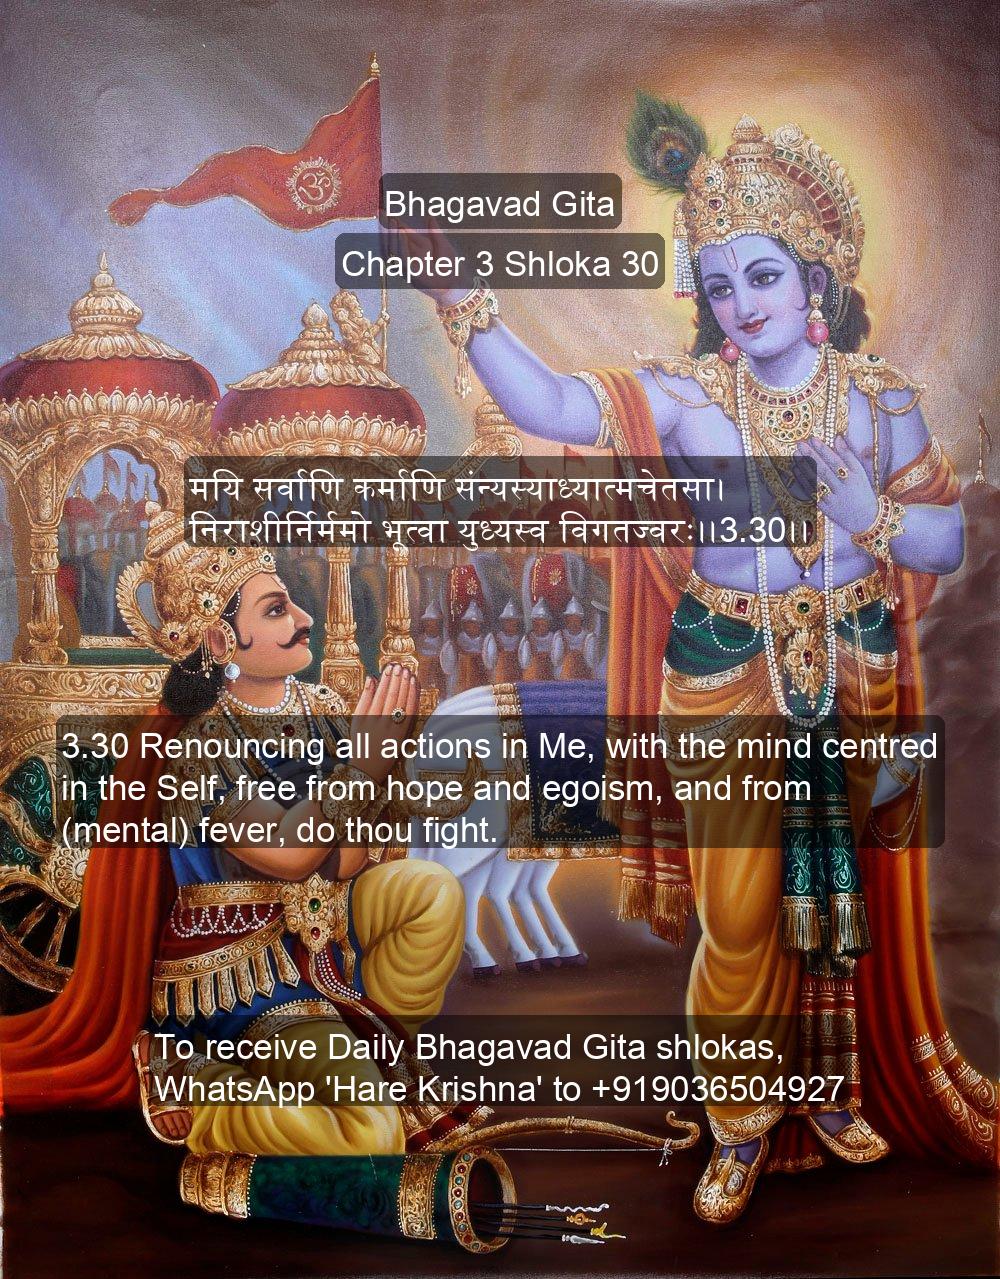 ॐ
Bhagavad Gita
Chapter 3 Shloka 30
मयि सर्वाणि कर्माणि संन्यस्याध्यात्मचेतसा।
निराशीर्निर्ममो भूत्वा युध्यस्व विगतज्वरः।।3.30।।
3.30 Renouncing all actions in Me, with the mind centred
in the Self, free from hope and egoism, and from
(mental) fever, do thou fight.
To receive Daily Bhagavad Gita shlokas,
WhatsApp 'Hare Krishna' to +919036504927